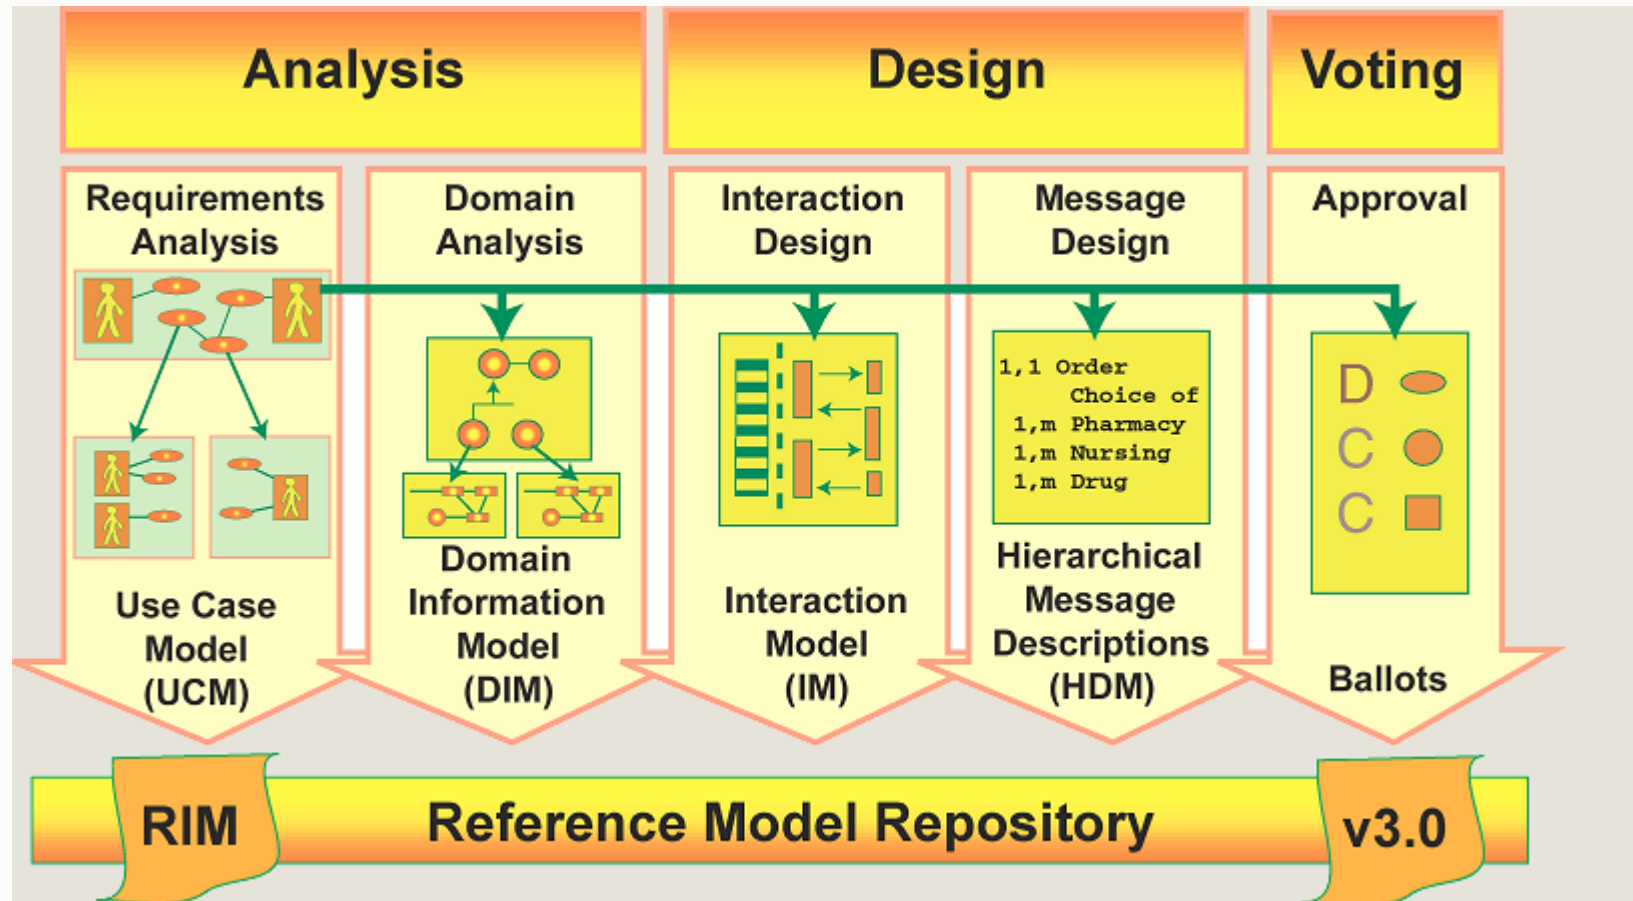 Analysis
Design
Voting
Requirements
Analysis
Domain
Analysis
Interaction
Design
Message
Design
Approval
1,1 Order
Choice of
1,m Pharmacy
1,m Nursing
1,m Drug
D
C
C
Use Case
Model
(UCM)
Domain
Information
Model
(DIM)
Interaction
Model
(IM)
Hierarchical
Message
Descriptions
(HDM)
Ballots
RIM
Reference Model Repository
v3.0